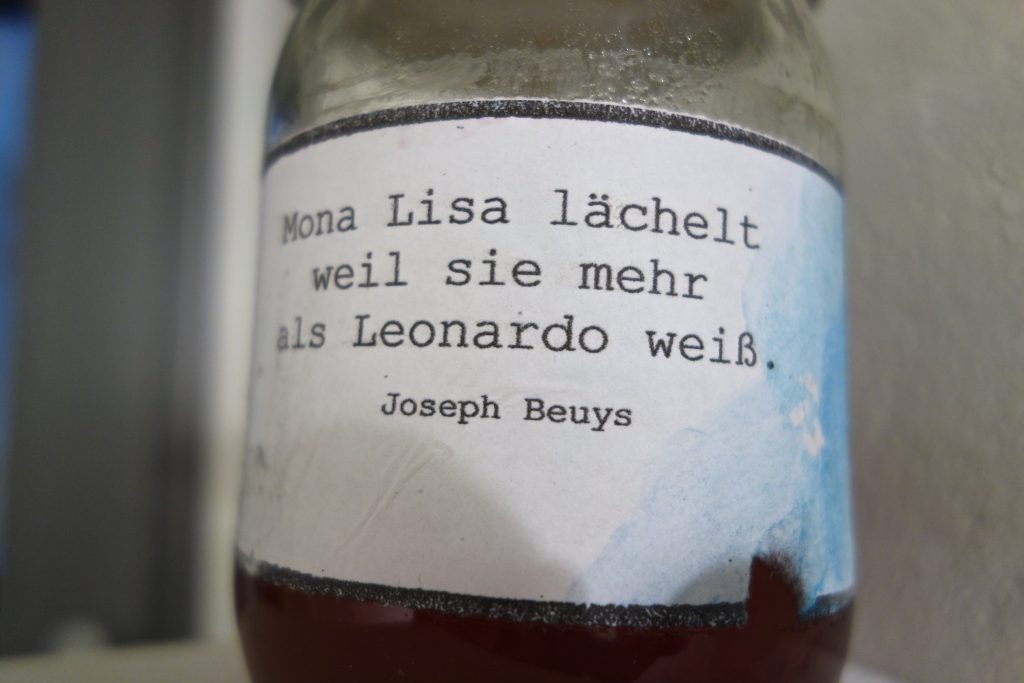 Mona Lisa lächelt
weil sie mehr
als Leonardo weiß.
Joseph Beuys